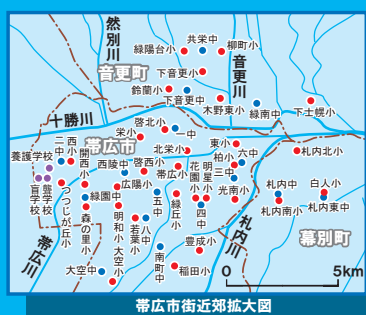 然別川
共栄中
緑陽台小
柳町小
音更川
音更町
下音更小
鈴蘭小
下音更中
木野東小
緑南中
下士幌小
十勝川
啓北小
栄小
一中
東小
帯広市
北栄小
柏小
六中
札内北小
養護学校
聾学校
盲学校
二中
西小
開西小
西陵中
啓西小
広陽小
帯広小
花園小
明星小
三中
光南小
札内中
白人小
札内南小
札内東中
つつじが丘小
緑園中
森の里小
明和小
若葉小
五中
八中
緑丘小
四中
札内川
幕別町
帯広川
大空中
大空小
南町中
豊成小
稲田小
0 5km
帯広市街近郊拡大図